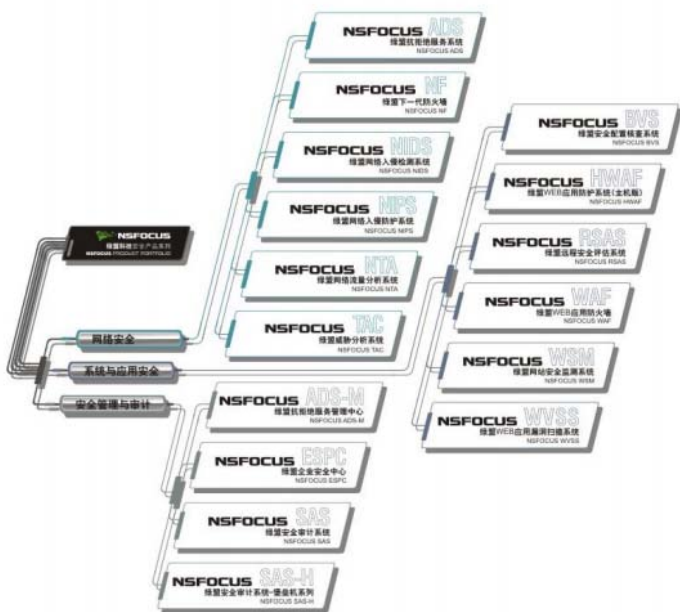 NSFOCUS
绿盟科技安全产品系列
NSFOCUS PRODUCT PORTFOLIO
网络安全
NSFOCUS ADS
绿盟抗拒绝服务系统
NSFOCUS ADS
NSFOCUS NF
绿盟下一代防火墙
NSFOCUS NF
NSFOCUS NIDS
绿盟网络入侵检测系统
NSFOCUS NIDS
NSFOCUS NIPS
绿盟网络入侵防护系统
NSFOCUS NIPS
NSFOCUS NTA
绿盟网络流量分析系统
NSFOCUS NTA
NSFOCUS TAC
绿盟威胁分析系统
NSFOCUS TAC
系统与应用安全
NSFOCUS BVS
绿盟安全配置核查系统
NSFOCUS BVS
NSFOCUS HWAF
绿盟WEB应用防护系统(主机版)
NSFOCUS HWAF
NSFOCUS RSAS
绿盟远程安全评估系统
NSFOCUS RSAS
NSFOCUS WAF
绿盟WEB应用防火墙
NSFOCUS WAF
NSFOCUS WSM
绿盟网站安全监测系统
NSFOCUS WSM
NSFOCUS WVSS
绿盟WEB应用漏洞扫描系统
NSFOCUS WVSS
安全管理与审计
NSFOCUS ADS-M
绿盟抗拒绝服务管理中心
NSFOCUS ADS-M
NSFOCUS ESPC
绿盟企业安全中心
NSFOCUS ESPC
NSFOCUS SAS
绿盟安全审计系统
NSFOCUS SAS
NSFOCUS SAS-H
绿盟安全审计系统-堡垒机系列
NSFOCUS SAS-H